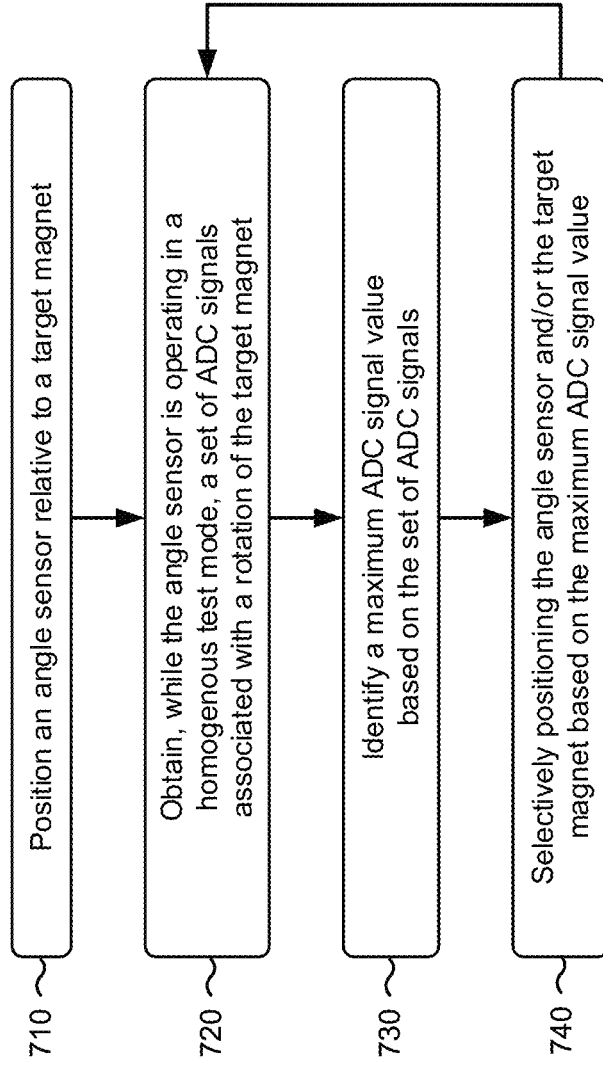 710
Position an angle sensor relative to a target magnet
720
Obtain, while the angle sensor is operating in a
homogenous test mode, a set of ADC signals
associated with a rotation of the target magnet
730
Identify a maximum ADC signal value
based on the set of ADC signals
740
Selectively positioning the angle sensor and/or the target
magnet based on the maximum ADC signal value